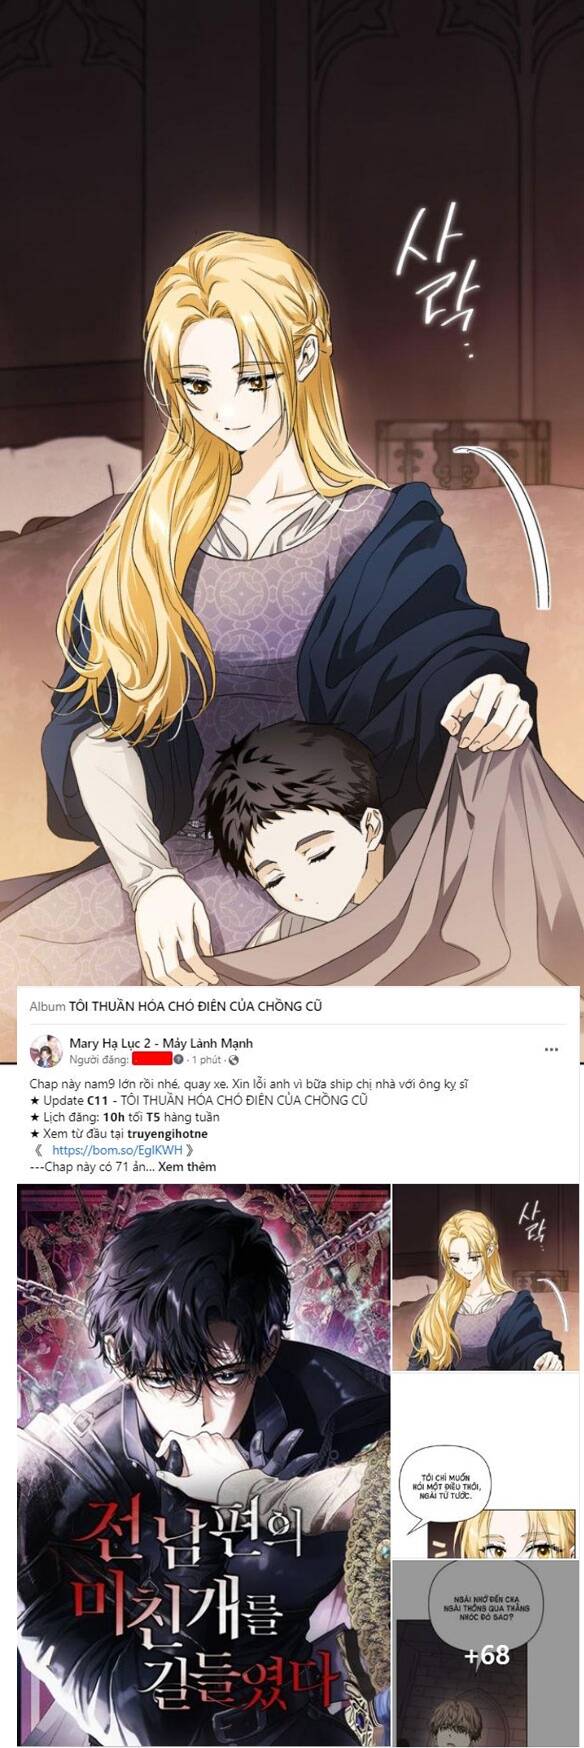 사
락..
Album TÔI THUẦN HÓA CHÓ ĐIÊN CỦA CHỒNG CŨ
Mary Hạ Lục 2 - Mảy Lành Mạnh
Người đăng: · 1 phút ·
Chap này nam9 lớn rồi nhé, quay xe. Xin lỗi anh vì bữa ship chị nhà với ông kỵ sĩ
★ Update C11 - TÔI THUẦN HÓA CHÓ ĐIÊN CỦA CHỒNG CŨ
★ Lịch đăng: 10h tối T5 hàng tuần
★ Xem từ đầu tại truyengihotne
《 https://bom.so/EglKWH 》
---Chap này có 71 ản... Xem thêm
전남편의
미친개를
길들였다
사
락..
TÔI CHỈ MUỐN
HỎI MỘT ĐIỀU THÔI,
NGÀI TỬ TƯỚC.
NGÀI NHỚ ĐẾN CHA
NGÀI THÔNG QUA THẰNG
NHÓC ĐÓ SAO?
+68